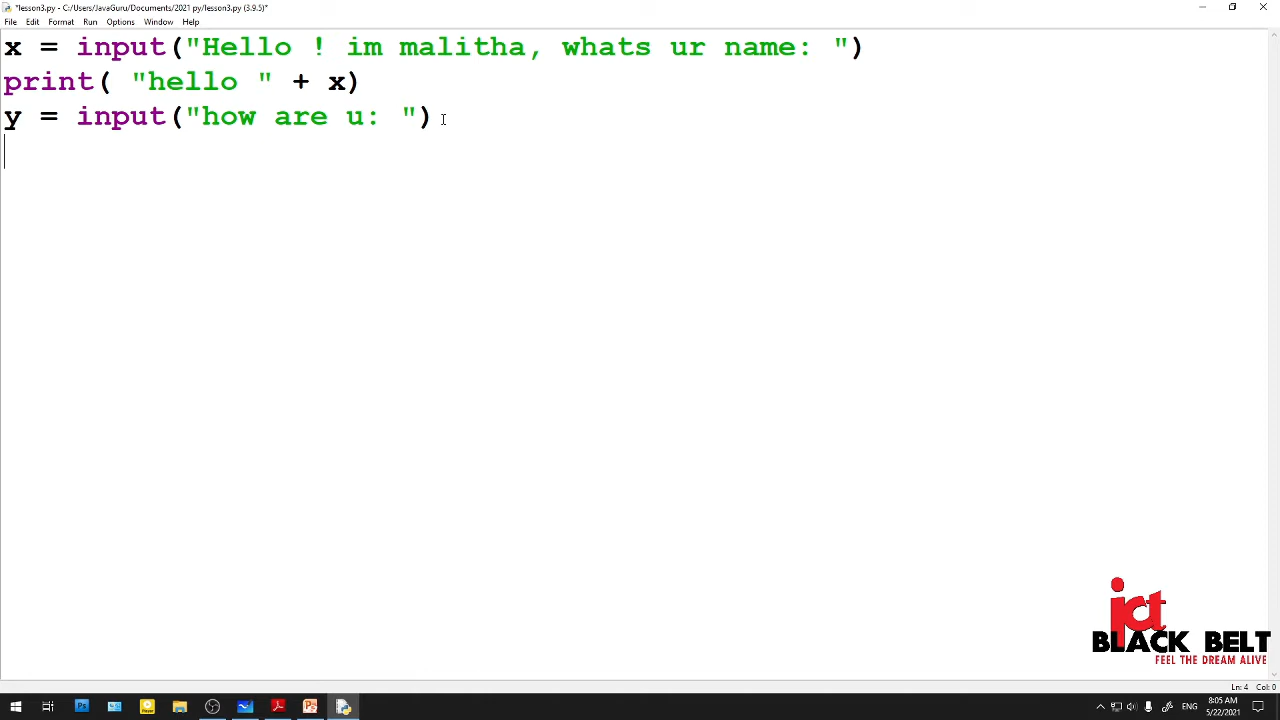 *lesson3.py - C:/Users/JavaGuru/Documents/2021 py/lesson3.py (3.9.5)*
File Edit Format Run Options Window Help
x = input("Hello ! im malitha, whats ur name: ")
print( "hello " + x)
y = input("how are u: ")
ict
BLACK BELT
FEEL THE DREAM ALIVE
Ln: 4 Col: 0
Ps
8:05 AM
5/22/2021